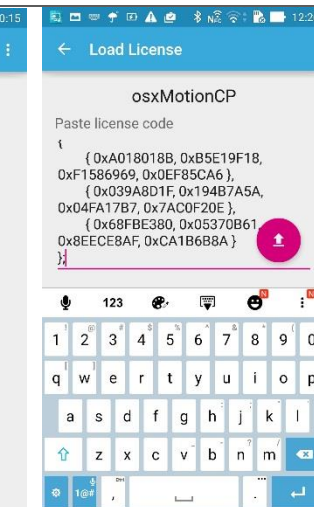 0:15
12:2
Load License
osxMotionCP
Paste license code
{
{ 0xA018018B, 0xB5E19F18,
0xF1586969, 0x0EF85CA6 },
{ 0x039A8D1F, 0x194B7A5A,
0x04FA17B7, 0x7AC0F20E },
{ 0x68FBE380, 0x05370B61,
0x8EECE8AF, 0xCA1B6B8A }
};
123
N
N
! @ # $ % ^ & * (
1 2 3 4 5 6 7 8 9 0
q w e r t y u i o p
a s d f g h j k l
z x c v b n m
1@# , .